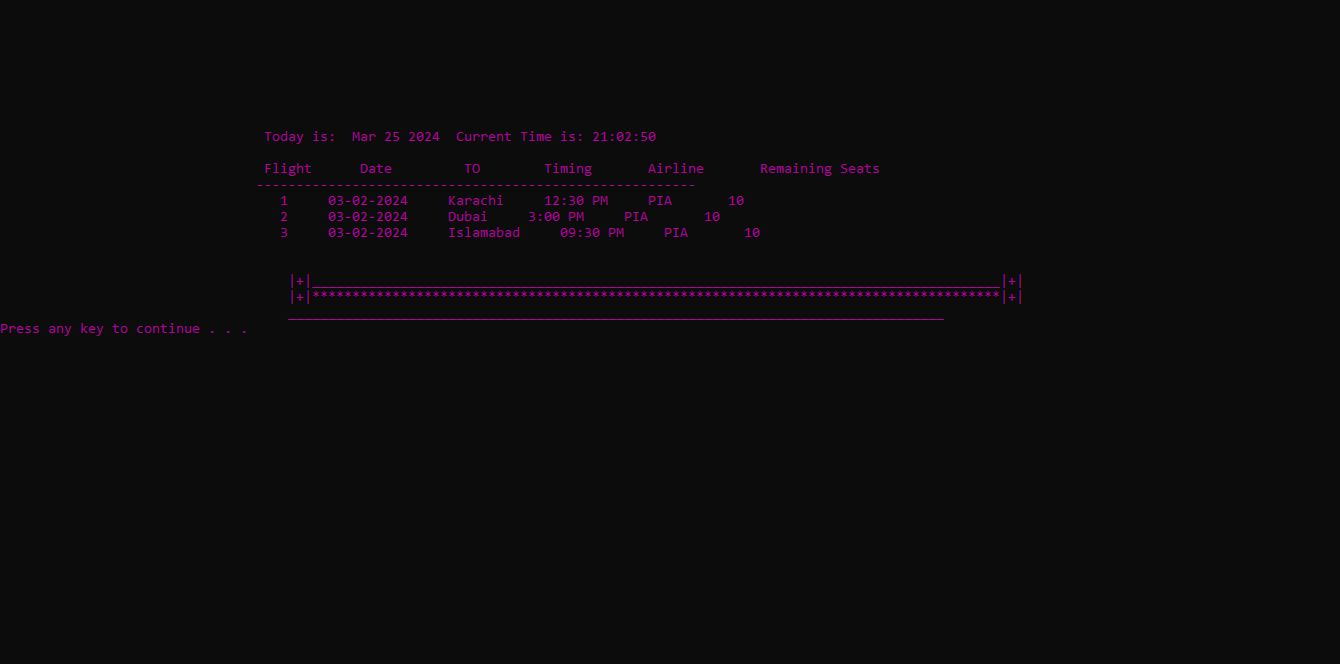 Today is:  Mar 25 2024  Current Time is: 21:02:50
Flight      Date         TO        Timing       Airline       Remaining Seats
-------------------------------------------------------
1     03-02-2024     Karachi     12:30 PM     PIA       10
2     03-02-2024     Dubai     3:00 PM     PIA       10
3     03-02-2024     Islamabad     09:30 PM     PIA       10
|+|______________________________________________________________________________________|+|
|+|**************************************************************************************|+|
__________________________________________________________________________________
Press any key to continue . . .